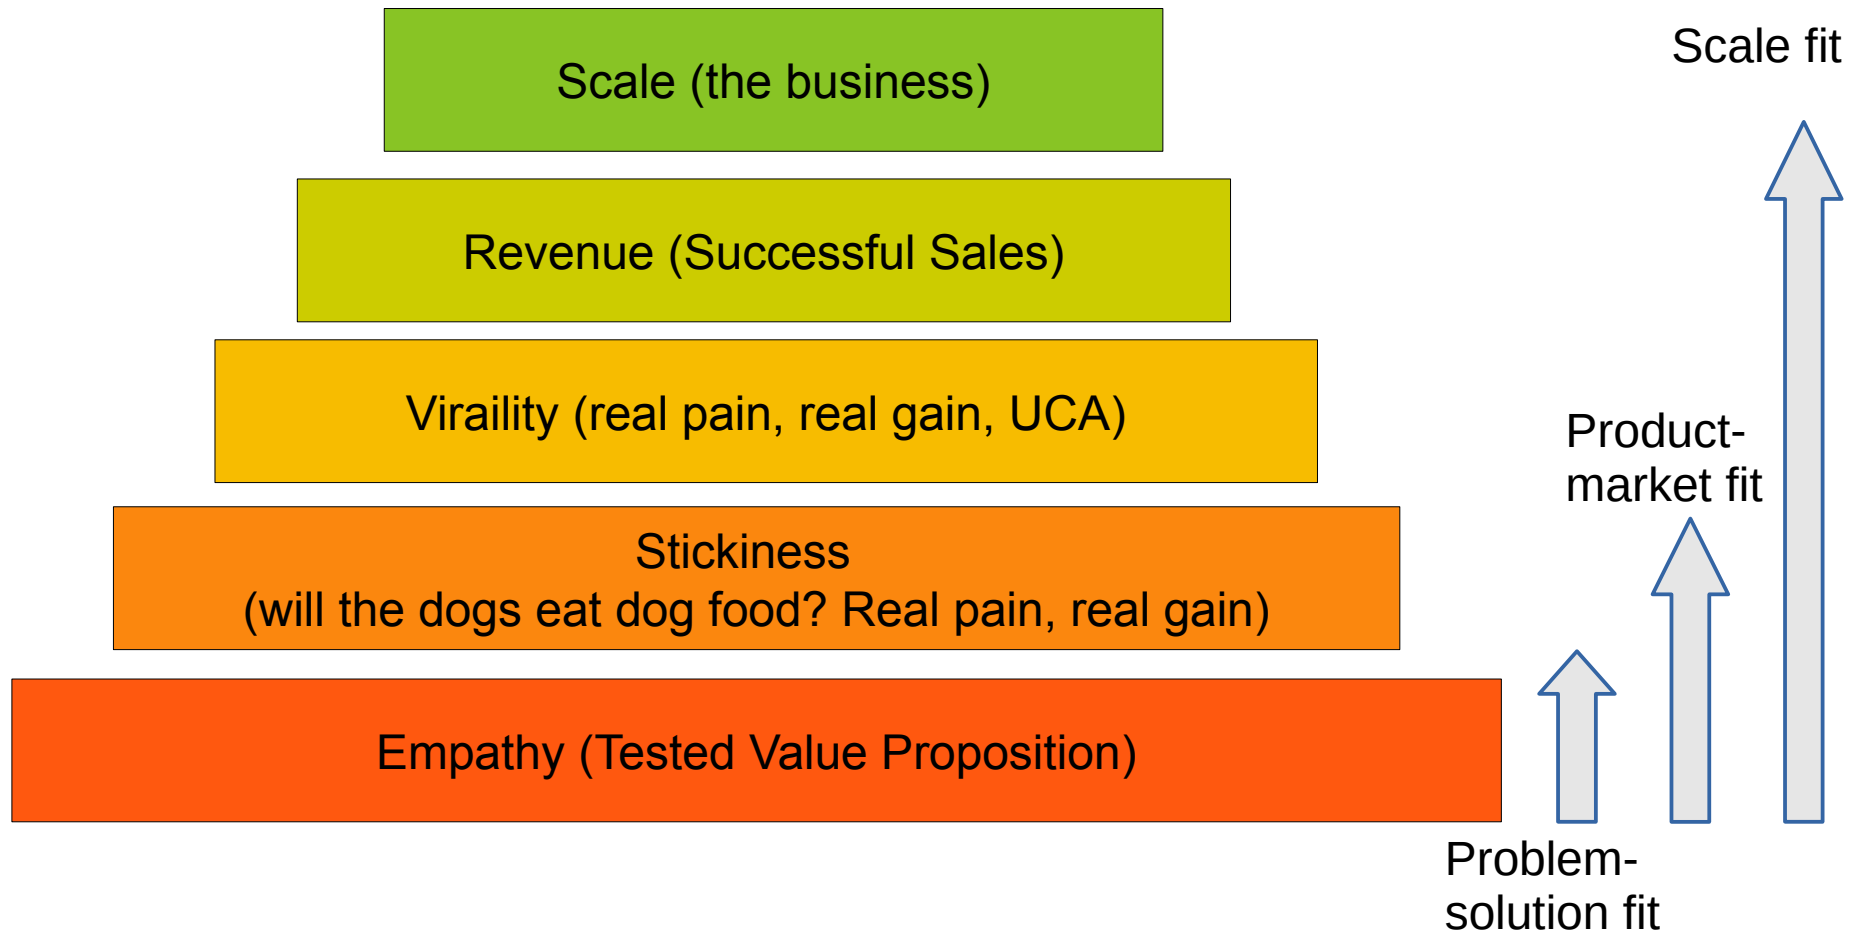 Scale (the business)
Scale fit
Revenue (Successful Sales)
Viraility (real pain, real gain, UCA)
Product-
market fit
Stickiness
(will the dogs eat dog food? Real pain, real gain)
Empathy (Tested Value Proposition)
Problem-
solution fit